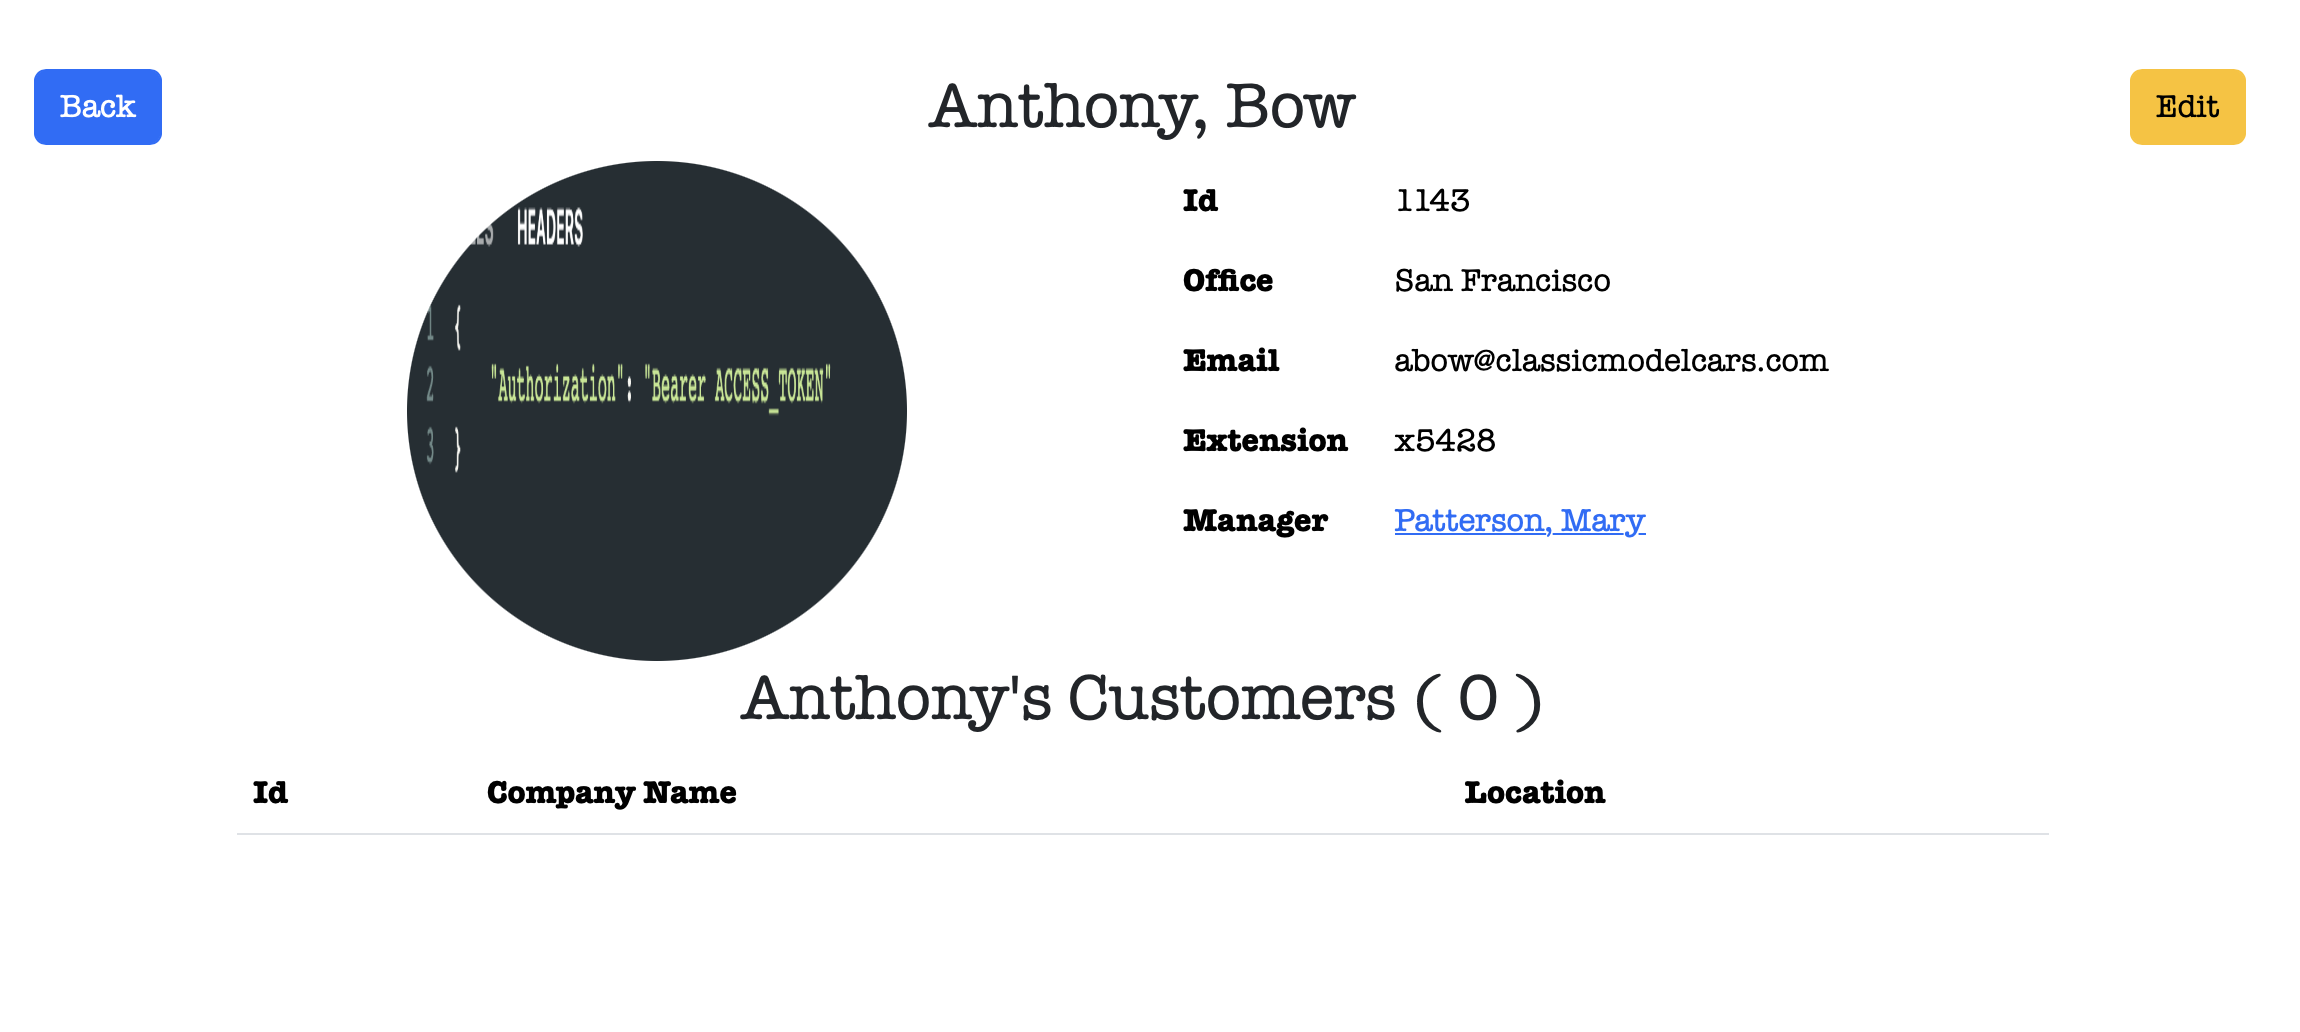 Back
Anthony, Bow
Edit
HEADERS
1 {
2 "Authorization": "Bearer ACCESS_TOKEN"
3 }
Id 1143
Office San Francisco
Email abow@classicmodelcars.com
Extension x5428
Manager Patterson, Mary
Anthony's Customers ( 0 )
Id Company Name Location